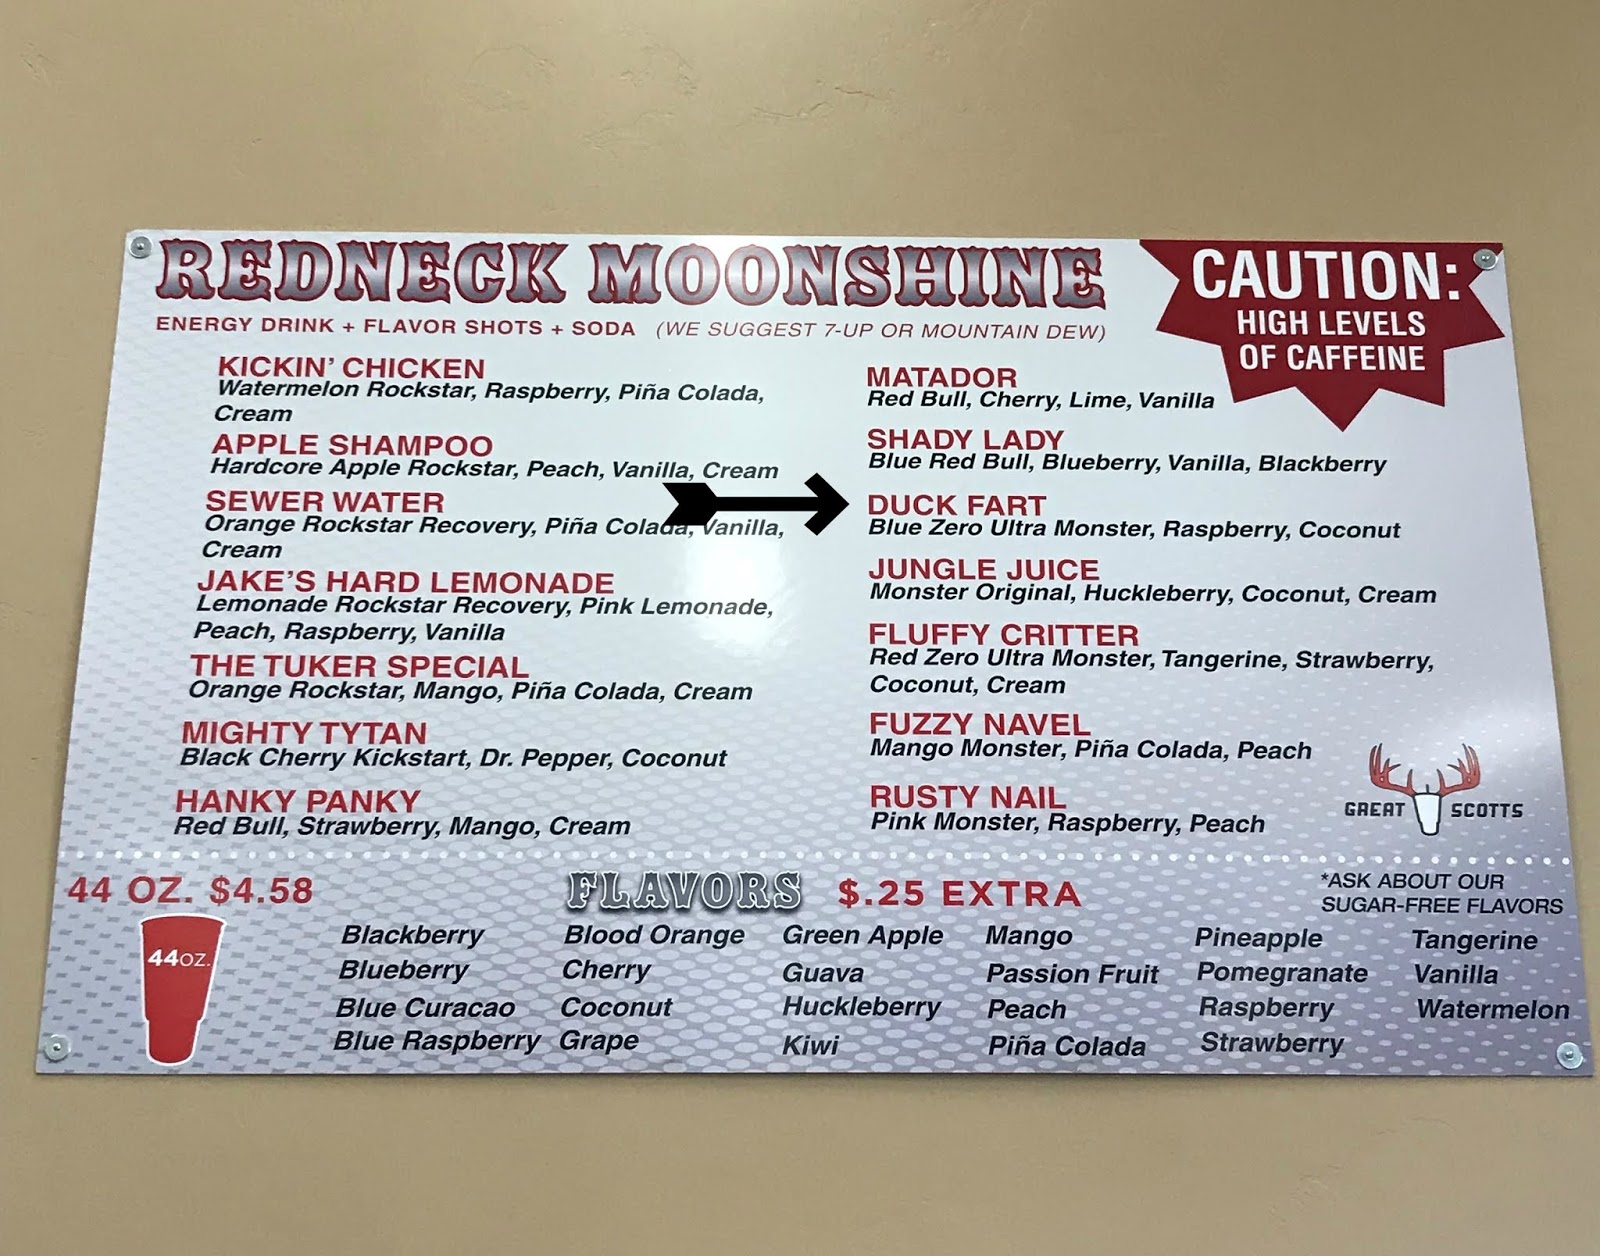 REDNECK MOONSHINE
ENERGY DRINK + FLAVOR SHOTS + SODA (WE SUGGEST 7-UP OR MOUNTAIN DEW)
CAUTION:
HIGH LEVELS
OF CAFFEINE
KICKIN' CHICKEN
Watermelon Rockstar, Raspberry, Piña Colada,
Cream
APPLE SHAMPOO
Hardcore Apple Rockstar, Peach, Vanilla, Cream
SEWER WATER
Orange Rockstar Recovery, Piña Colada, Vanilla,
Cream
JAKE'S HARD LEMONADE
Lemonade Rockstar Recovery, Pink Lemonade,
Peach, Raspberry, Vanilla
THE TUKER SPECIAL
Orange Rockstar, Mango, Piña Colada, Cream
MIGHTY TYTAN
Black Cherry Kickstart, Dr. Pepper, Coconut
HANKY PANKY
Red Bull, Strawberry, Mango, Cream
MATADOR
Red Bull, Cherry, Lime, Vanilla
SHADY LADY
Blue Red Bull, Blueberry, Vanilla, Blackberry
DUCK FART
Blue Zero Ultra Monster, Raspberry, Coconut
JUNGLE JUICE
Monster Original, Huckleberry, Coconut, Cream
FLUFFY CRITTER
Red Zero Ultra Monster, Tangerine, Strawberry,
Coconut, Cream
FUZZY NAVEL
Mango Monster, Piña Colada, Peach
RUSTY NAIL
Pink Monster, Raspberry, Peach
GREAT SCOTTS
44 OZ. $4.58
44OZ.
FLAVORS $.25 EXTRA
*ASK ABOUT OUR
SUGAR-FREE FLAVORS
Blackberry
Blueberry
Blue Curacao
Blue Raspberry
Blood Orange
Cherry
Coconut
Grape
Green Apple
Guava
Huckleberry
Kiwi
Mango
Passion Fruit
Peach
Piña Colada
Pineapple
Pomegranate
Raspberry
Strawberry
Tangerine
Vanilla
Watermelon